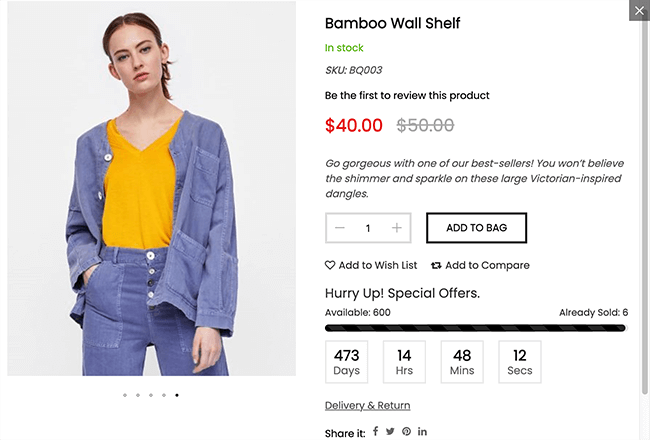 Bamboo Wall Shelf
In stock
SKU: BQ003
Be the first to review this product
$40.00 $50.00
Go gorgeous with one of our best-sellers! You won’t believe
the shimmer and sparkle on these large Victorian-inspired
dangles.
— 1 + ADD TO BAG
Add to Wish List Add to Compare
Hurry Up! Special Offers.
Available: 600 Already Sold: 6
473 14 48 12
Days Hrs Mins Secs
Delivery & Return
Share it: